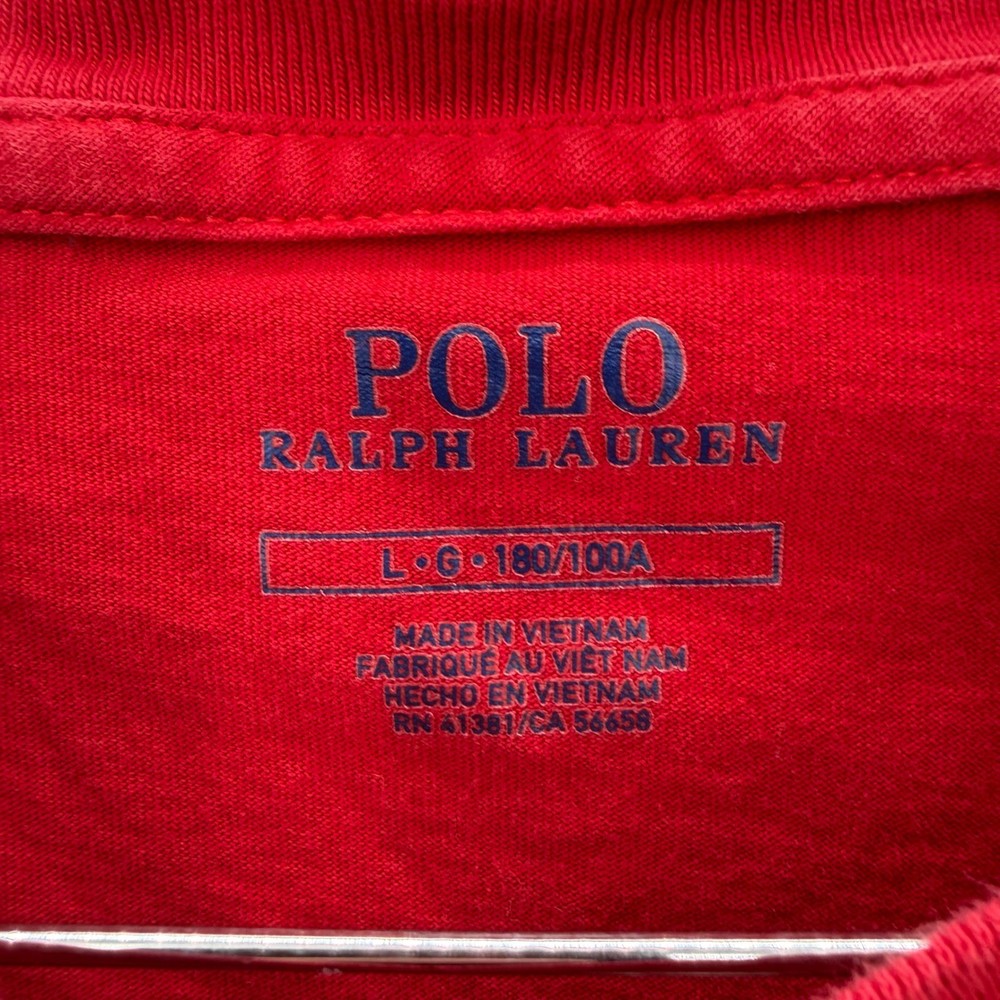 POLO
RALPH LAUREN
L•G•180/100A
MADE IN VIETNAM
FABRIQUÉ AU VIÊT NAM
HECHO EN VIETNAM
RN 41381/CA 56658